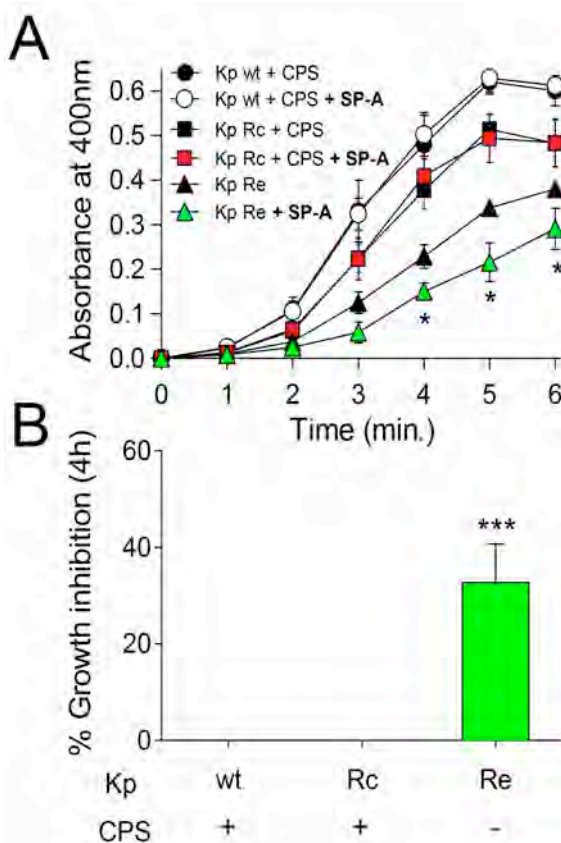 A
Kp wt + CPS
Kp wt + CPS + SP-A
Kp Rc + CPS
Kp Rc + CPS + SP-A
Kp Re
Kp Re + SP-A
Absorbance at 400nm
0.6
0.5
0.4
0.3
0.2
0.1
0.0
* * *
0 1 2 3 4 5 6
Time (min.)
B
% Growth inhibition (4h)
60
40
20
0
***
Kp wt Rc Re
CPS + + -